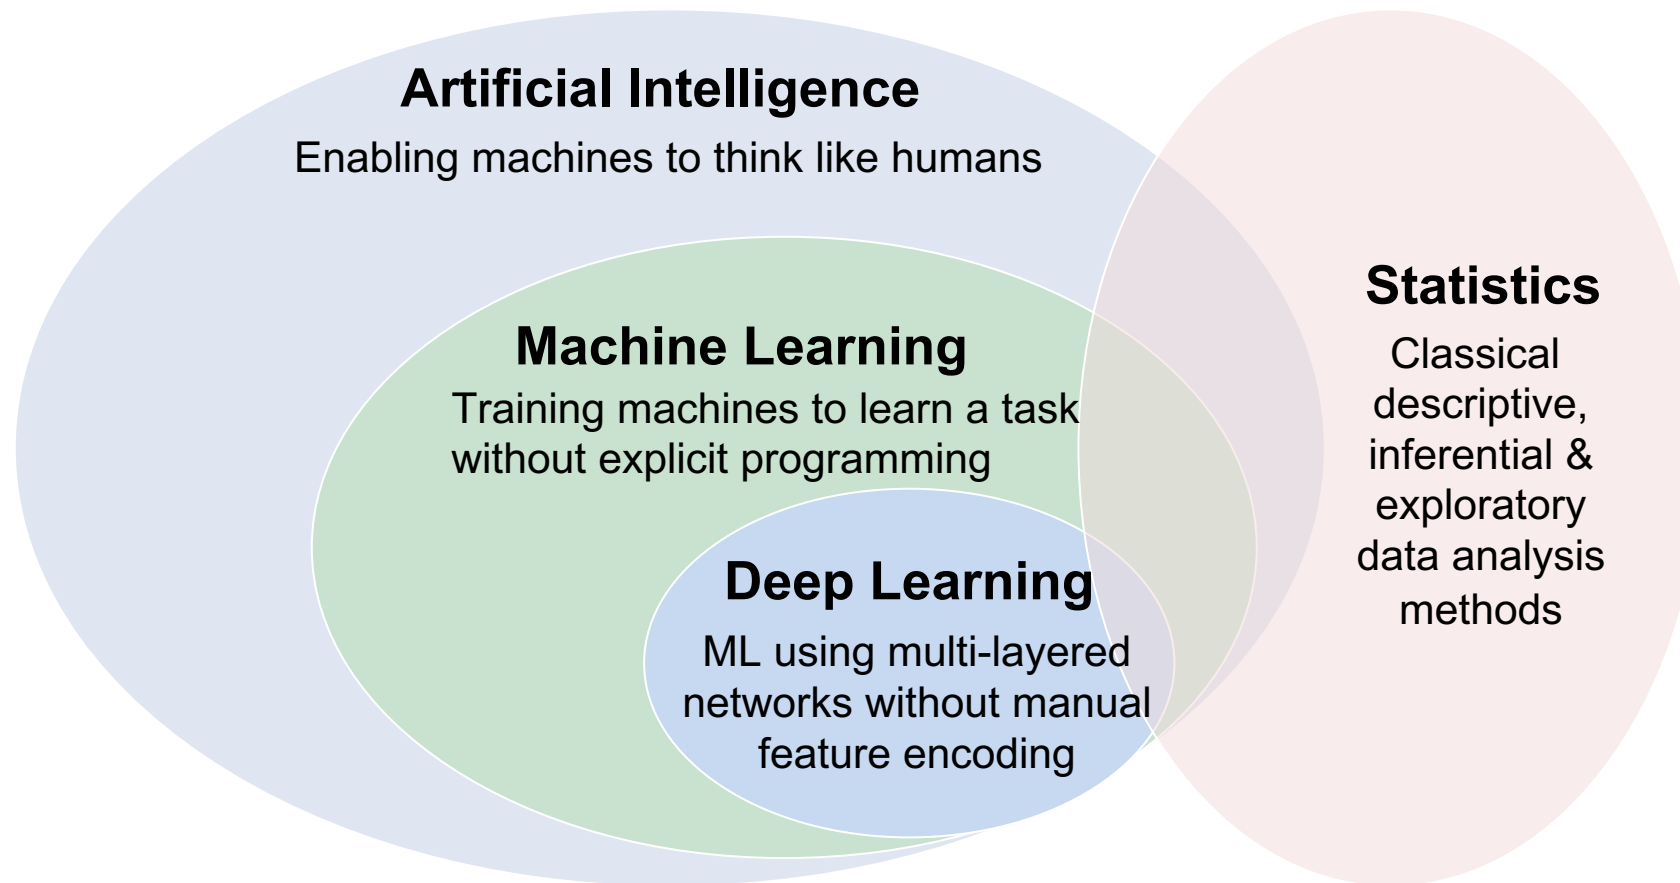 Artificial Intelligence
Enabling machines to think like humans
Machine Learning
Training machines to learn a task
without explicit programming
Deep Learning
ML using multi-layered
networks without manual
feature encoding
Statistics
Classical
descriptive,
inferential &
exploratory
data analysis
methods